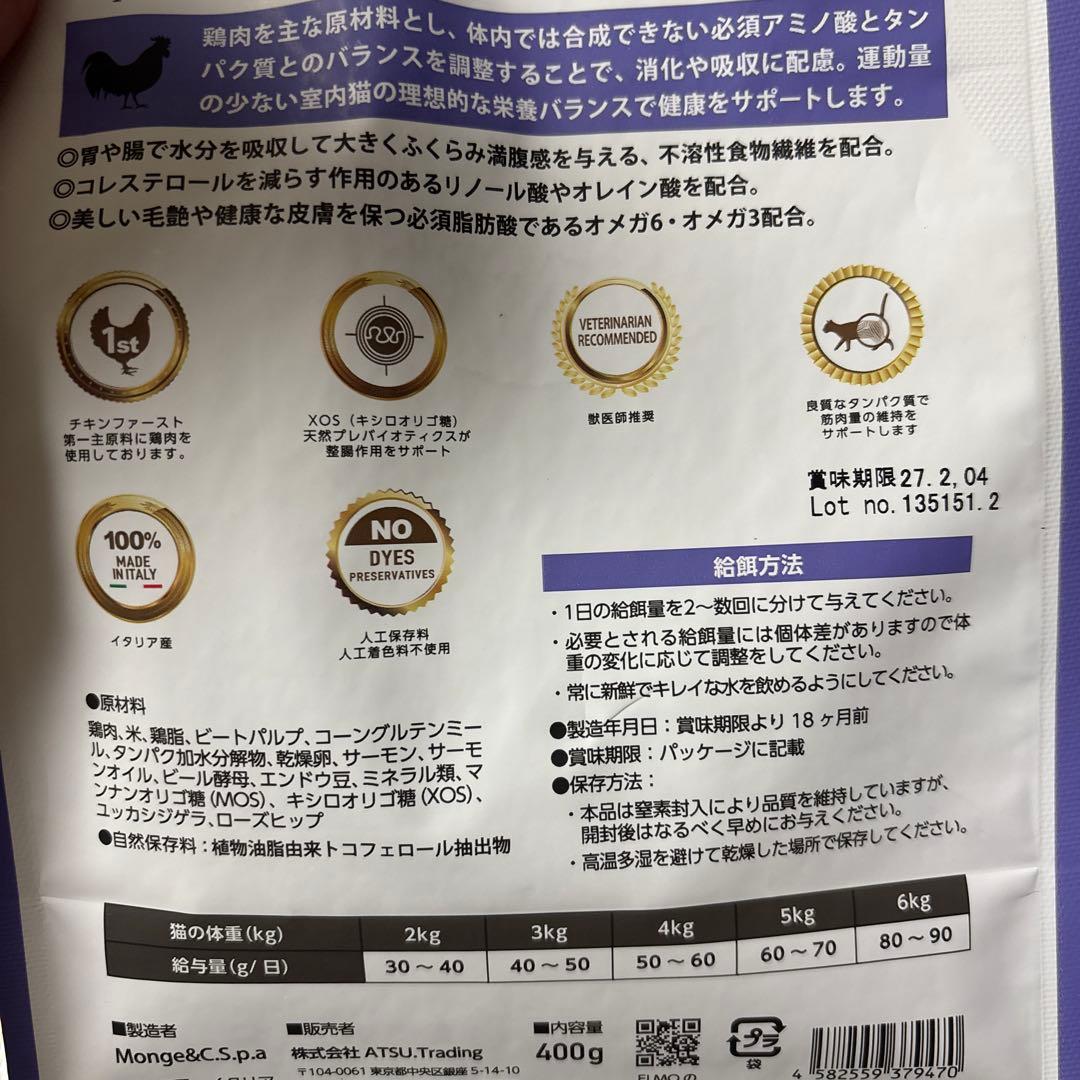 鶏肉を主な原材料とし、体内では合成できない必須アミノ酸とタン
パク質とのバランスを調整することで、消化や吸収に配慮。運動量
の少ない室内猫の理想的な栄養バランスで健康をサポートします。
◎胃や腸で水分を吸収して大きくふくらみ満腹感を与える、不溶性食物繊維を配合。
◎コレステロールを減らす作用のあるリノール酸やオレイン酸を配合。
◎美しい毛艶や健康な皮膚を保つ必須脂肪酸であるオメガ6・オメガ3配合。
1st
チキンファースト
第一主原料に鶏肉を
使用しております。
XOS（キシロオリゴ糖）
天然プレバイオティクスが
整腸作用をサポート
VETERINARIAN
RECOMMENDED
獣医師推奨
良質なタンパク質で
筋肉量の維持を
サポートします
賞味期限27.2,04
Lot no.135151.2
100%
MADE
IN ITALY
イタリア産
NO
DYES
PRESERVATIVES
人工保存料
人工着色料不使用
給餌方法
・1日の給餌量を2〜数回に分けて与えてください。
・必要とされる給餌量には個体差がありますので体
重の変化に応じて調整をしてください。
・常に新鮮でキレイな水を飲めるようにしてください。
●製造年月日：賞味期限より18ヶ月前
●賞味期限：パッケージに記載
●保存方法：
・本品は窒素封入により品質を維持していますが、
開封後はなるべく早めにお与えください。
・高温多湿を避けて乾燥した場所で保存してください。
●原材料
鶏肉、米、鶏脂、ビートパルプ、コーングルテンミー
ル、タンパク加水分解物、乾燥卵、サーモン、サーモ
ンオイル、ビール酵母、エンドウ豆、ミネラル類、マ
ンナンオリゴ糖（MOS）、キシロオリゴ糖（XOS）、
ユッカシジゲラ、ローズヒップ
●自然保存料：植物油脂由来トコフェロール抽出物
猫の体重（kg） 2kg 3kg 4kg 5kg 6kg
給与量（g/日） 30〜40 40〜50 50〜60 60〜70 80〜90
■製造者
Monge&C.S.p.a
■販売者
株式会社 ATSU.Trading
〒104-0061 東京都中央区銀座 5-14-10
■内容量
400g
プラ
袋
4 582559 379470